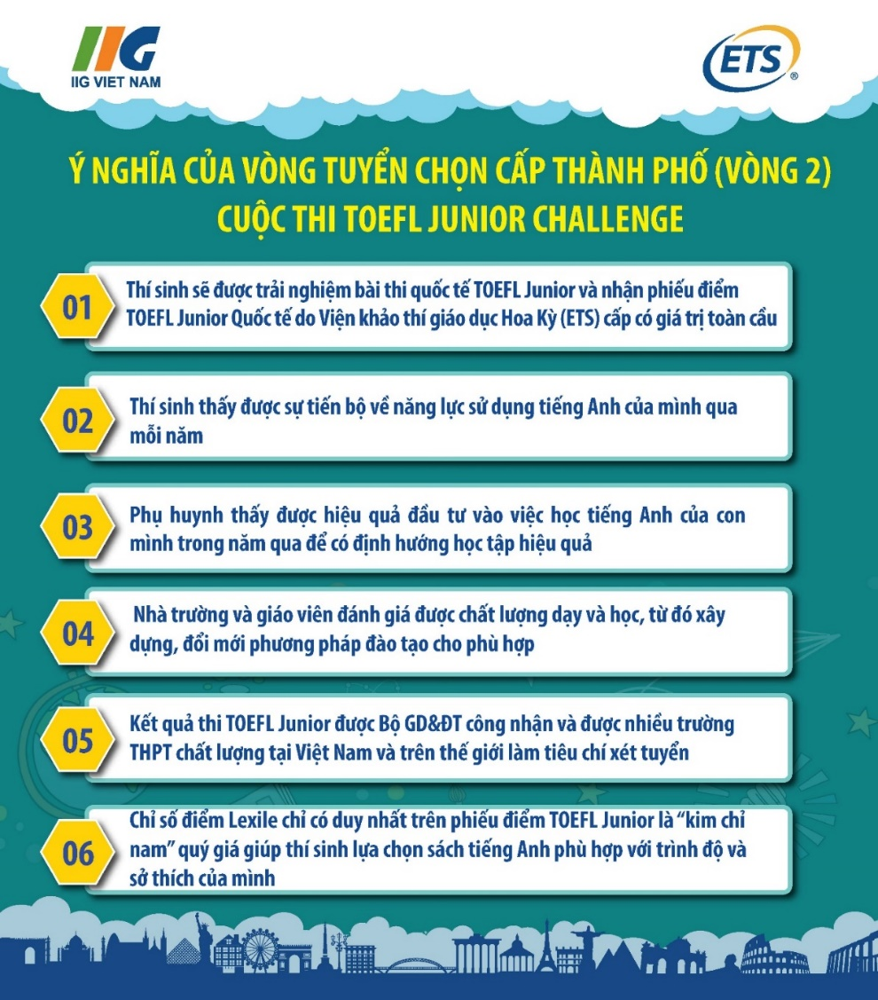 IIG VIET NAM
ETS®
Ý NGHĨA CỦA VÒNG TUYỂN CHỌN CẤP THÀNH PHỐ (VÒNG 2)
CUỘC THI TOEFL JUNIOR CHALLENGE
01
Thí sinh sẽ được trải nghiệm bài thi quốc tế TOEFL Junior và nhận phiếu điểm
TOEFL Junior Quốc tế do Viện khảo thí giáo dục Hoa Kỳ (ETS) cấp có giá trị toàn cầu
02
Thí sinh thấy được sự tiến bộ về năng lực sử dụng tiếng Anh của mình qua
mỗi năm
03
Phụ huynh thấy được hiệu quả đầu tư vào việc học tiếng Anh của con
mình trong năm qua để có định hướng học tập hiệu quả
04
Nhà trường và giáo viên đánh giá được chất lượng dạy và học, từ đó xây
dựng, đổi mới phương pháp đào tạo cho phù hợp
05
Kết quả thi TOEFL Junior được Bộ GD&ĐT công nhận và được nhiều trường
THPT chất lượng tại Việt Nam và trên thế giới làm tiêu chí xét tuyển
06
Chỉ số điểm Lexile chỉ có duy nhất trên phiếu điểm TOEFL Junior là “kim chỉ
nam” quý giá giúp thí sinh lựa chọn sách tiếng Anh phù hợp với trình độ và
sở thích của mình